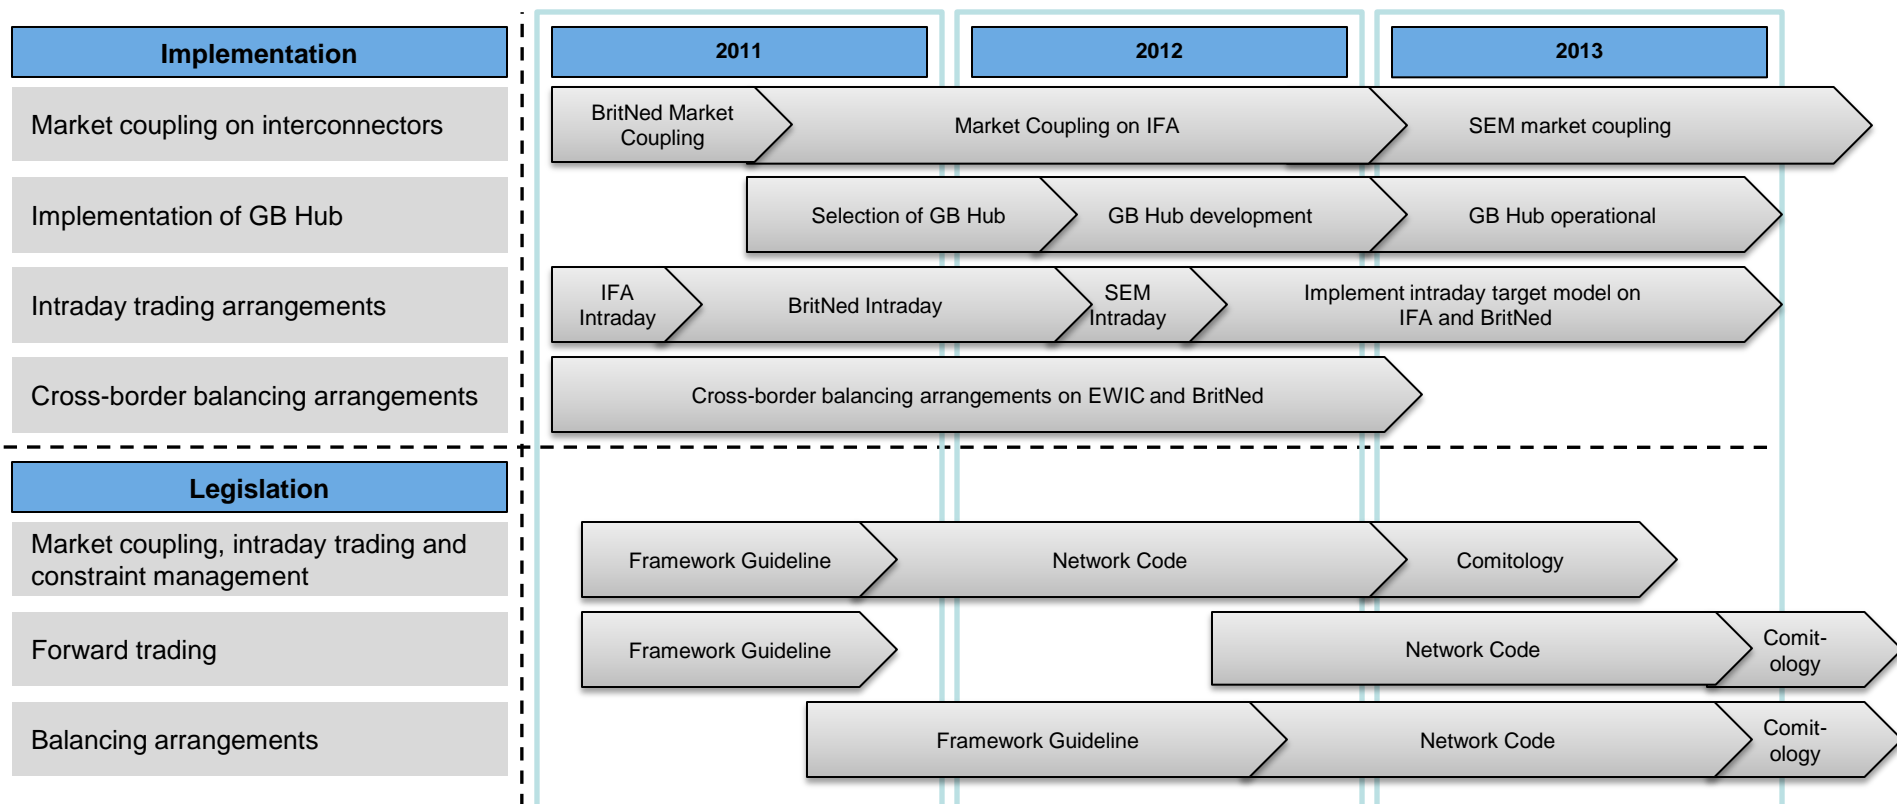 Implementation
2011
2012
2013
Market coupling on interconnectors
BritNed Market
Coupling
Market Coupling on IFA
SEM market coupling
Implementation of GB Hub
Selection of GB Hub
GB Hub development
GB Hub operational
Intraday trading arrangements
IFA
Intraday
BritNed Intraday
SEM
Intraday
Implement intraday target model on
IFA and BritNed
Cross-border balancing arrangements
Cross-border balancing arrangements on EWIC and BritNed
Legislation
Market coupling, intraday trading and
constraint management
Framework Guideline
Network Code
Comitology
Forward trading
Framework Guideline
Network Code
Comit-
ology
Balancing arrangements
Framework Guideline
Network Code
Comit-
ology